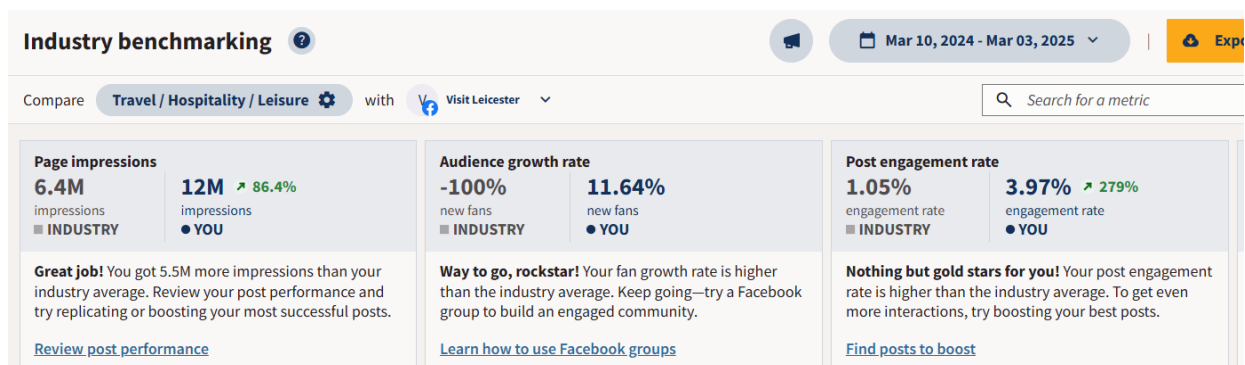 Industry benchmarking ?
Mar 10, 2024 - Mar 03, 2025 | Expo
Compare Travel / Hospitality / Leisure with V Visit Leicester
Search for a metric
Page impressions
6.4M
impressions
INDUSTRY
12M 86.4%
impressions
YOU
Great job! You got 5.5M more impressions than your
industry average. Review your post performance and
try replicating or boosting your most successful posts.
Review post performance
Audience growth rate
-100%
new fans
INDUSTRY
11.64%
new fans
YOU
Way to go, rockstar! Your fan growth rate is higher
than the industry average. Keep going—try a Facebook
group to build an engaged community.
Learn how to use Facebook groups
Post engagement rate
1.05%
engagement rate
INDUSTRY
3.97% 279%
engagement rate
YOU
Nothing but gold stars for you! Your post engagement
rate is higher than the industry average. To get even
more interactions, try boosting your best posts.
Find posts to boost